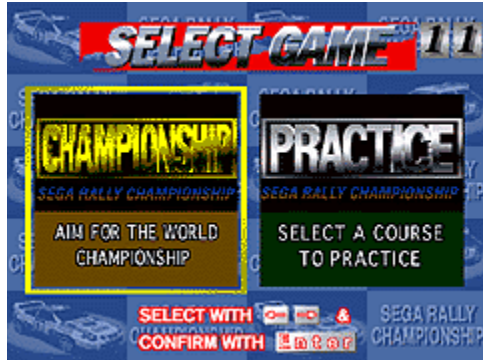 SELECT GAME 11
CHAMPIONSHIP
SEGA RALLY CHAMPIONSHIP
AIM FOR THE WORLD
CHAMPIONSHIP
PRACTICE
SEGA RALLY CHAMPIONSHIP
SELECT A COURSE
TO PRACTICE
SELECT WITH &
CONFIRM WITH Enter
SEGA RALLY
CHAMPIONSHIP